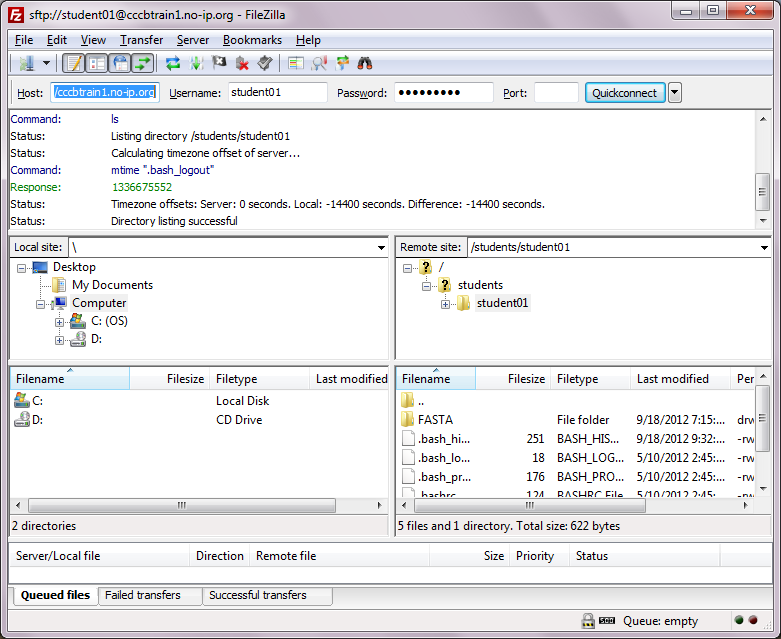 sftp://student01@cccbtrain1.no-ip.org - FileZilla
File Edit View Transfer Server Bookmarks Help
Host: /cccbtrain1.no-ip.org Username: student01 Password: ●●●●●●●●● Port: Quickconnect
Command: ls
Status: Listing directory /students/student01
Status: Calculating timezone offset of server...
Command: mtime ".bash_logout"
Response: 1336675552
Status: Timezone offsets: Server: 0 seconds. Local: -14400 seconds. Difference: -14400 seconds.
Status: Directory listing successful
Local site: \
Desktop
My Documents
Computer
C: (OS)
D:
Remote site: /students/student01
/
students
student01
Filename Filesize Filetype Last modified
C: Local Disk
D: CD Drive
2 directories
Filename Filesize Filetype Last modified Per
..
FASTA File folder 9/18/2012 7:15:... drw
.bash_hi... 251 BASH_HIS... 9/18/2012 9:32:... -rw
.bash_lo... 18 BASH_LOG... 5/10/2012 2:45:... -rw
.bash_pr... 176 BASH_PRO... 5/10/2012 2:45:... -rw
.bashrc 124 BASHRC File 5/10/2012 2:45:... -rw
5 files and 1 directory. Total size: 622 bytes
Server/Local file Direction Remote file Size Priority Status
Queued files Failed transfers Successful transfers
Queue: empty